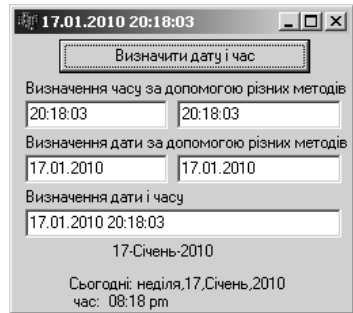 17.01.2010 20:18:03
Визначити дату і час
Визначення часу за допомогою різних методів
20:18:03 20:18:03
Визначення дати за допомогою різних методів
17.01.2010 17.01.2010
Визначення дати і часу
17.01.2010 20:18:03
17-Січень-2010
Сьогодні: неділя,17,Січень,2010
час: 08:18 pm